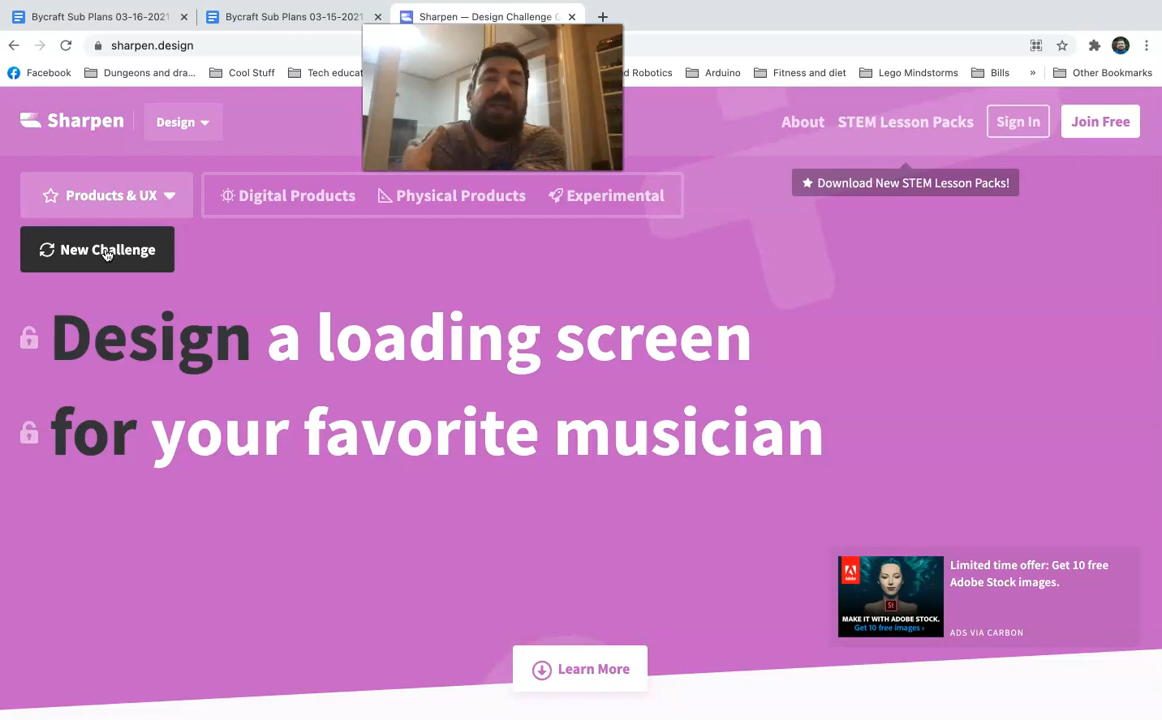 Bycraft Sub Plans 03-16-2021
Bycraft Sub Plans 03-15-2021
Sharpen — Design Challenge
sharpen.design
Facebook
Dungeons and dra...
Cool Stuff
Tech educat
d Robotics
Arduino
Fitness and diet
Lego Mindstorms
Bills
»
Other Bookmarks
Sharpen
Design
About
STEM Lesson Packs
Sign In
Join Free
Products & UX
Digital Products
Physical Products
Experimental
Download New STEM Lesson Packs!
New Challenge
Design a loading screen
for your favorite musician
St
MAKE IT WITH ADOBE STOCK.
Get 10 free images ›
Limited time offer: Get 10 free
Adobe Stock images.
ADS VIA CARBON
Learn More